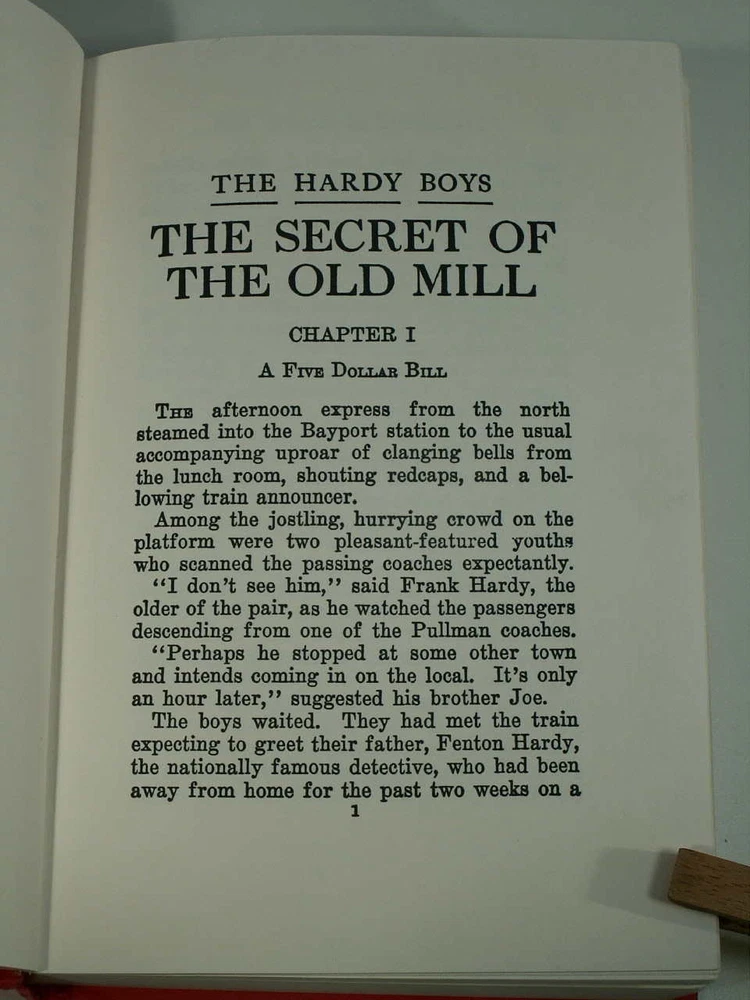 THE HARDY BOYS
THE SECRET OF
THE OLD MILL
CHAPTER I
A Five Dollar Bill
The afternoon express from the north
steamed into the Bayport station to the usual
accompanying uproar of clanging bells from
the lunch room, shouting redcaps, and a bel-
lowing train announcer.
Among the jostling, hurrying crowd on the
platform were two pleasant-featured youths
who scanned the passing coaches expectantly.
“I don't see him,” said Frank Hardy, the
older of the pair, as he watched the passengers
descending from one of the Pullman coaches.
“Perhaps he stopped at some other town
and intends coming in on the local. It's only
an hour later,” suggested his brother Joe.
The boys waited. They had met the train
expecting to greet their father, Fenton Hardy,
the nationally famous detective, who had been
away from home for the past two weeks on a
1